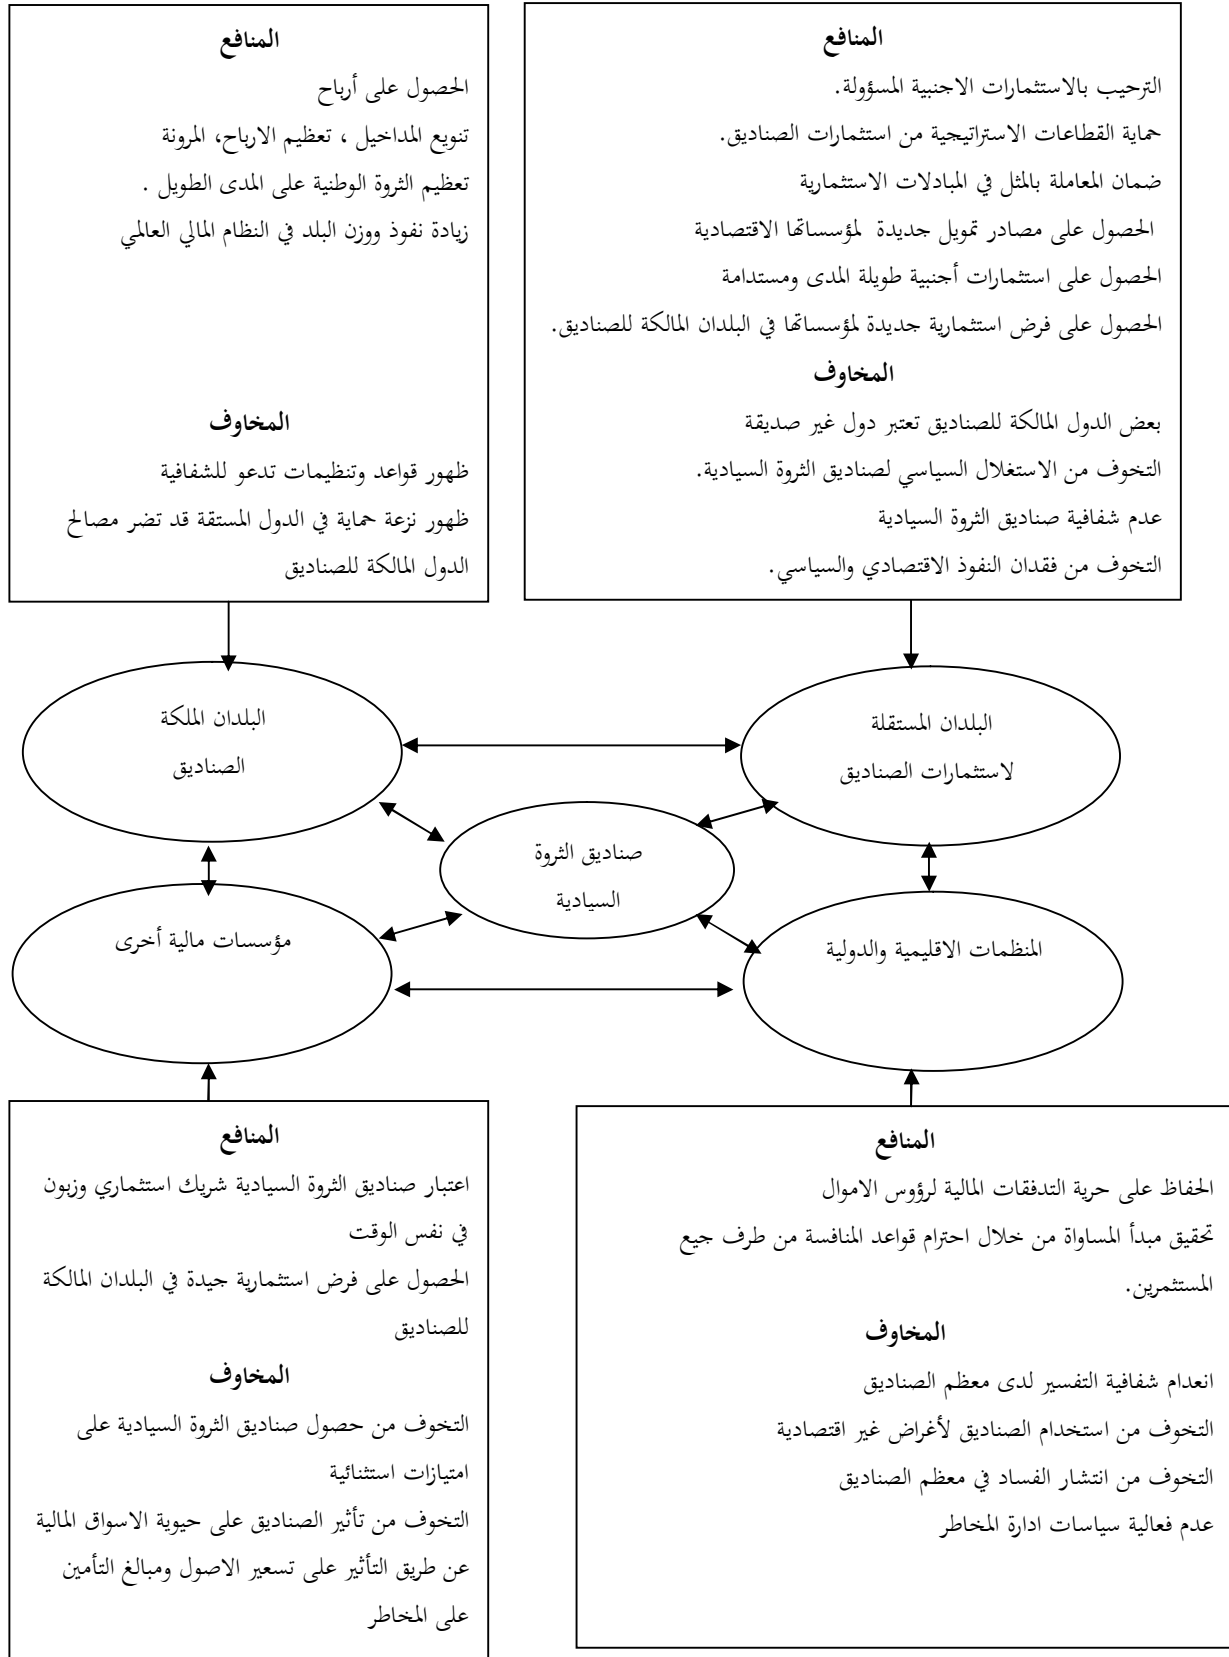 المنافع
الترحيب بالاستثمارات الاجنبية المسؤولة.
حماية القطاعات الاستراتيجية من استثمارات الصناديق.
ضمان المعاملة بالمثل في المبادلات الاستثمارية
الحصول على مصادر تمويل جديدة لمؤسساتها الاقتصادية
الحصول على استثمارات أجنبية طويلة المدى ومستدامة
الحصول على فرض استثمارية جديدة لمؤسساتها في البلدان المالكة للصناديق.
المخاوف
بعض الدول المالكة للصناديق تعتبر دول غير صديقة
التخوف من الاستغلال السياسي لصناديق الثروة السيادية.
عدم شفافية صناديق الثروة السيادية
التخوف من فقدان النفوذ الاقتصادي والسياسي.
المنافع
الحصول على أرباح
تنويع المداخيل ، تعظيم الارباح، المرونة
تعظيم الثروة الوطنية على المدى الطويل .
زيادة نفوذ ووزن البلد في النظام المالي العالمي
المخاوف
ظهور قواعد وتنظيمات تدعو للشفافية
ظهور نزعة حماية في الدول المستقة قد تضر مصالح
الدول المالكة للصناديق
البلدان المستقلة
لاستثمارات الصناديق
البلدان الملكة
الصناديق
صناديق الثروة
السيادية
المنظمات الاقليمية والدولية
مؤسسات مالية أخرى
المنافع
الحفاظ على حرية التدفقات المالية لرؤوس الاموال
تحقيق مبدأ المساواة من خلال احترام قواعد المنافسة من طرف جيع
المستثمرين.
المخاوف
انعدام شفافية التفسير لدى معظم الصناديق
التخوف من استخدام الصناديق لأغراض غير اقتصادية
التخوف من انتشار الفساد في معظم الصناديق
عدم فعالية سياسات ادارة المخاطر
المنافع
اعتبار صناديق الثروة السيادية شريك استثماري وزبون
في نفس الوقت
الحصول على فرض استثمارية جيدة في البلدان المالكة
للصناديق
المخاوف
التخوف من حصول صناديق الثروة السيادية على
امتيازات استثنائية
التخوف من تأثير الصناديق على حيوية الاسواق المالية
عن طريق التأثير على تسعير الاصول ومبالغ التأمين
على المخاطر